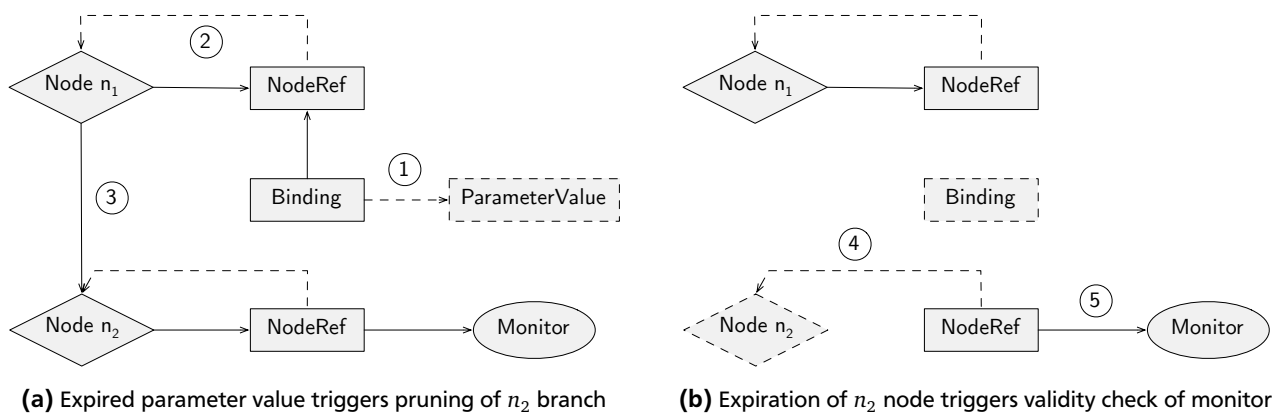 2
Node n1
NodeRef
1
3
Binding
ParameterValue
Node n2
NodeRef
Monitor
(a) Expired parameter value triggers pruning of n2 branch
Node n1
NodeRef
Binding
4
5
Node n2
NodeRef
Monitor
(b) Expiration of n2 node triggers validity check of monitor